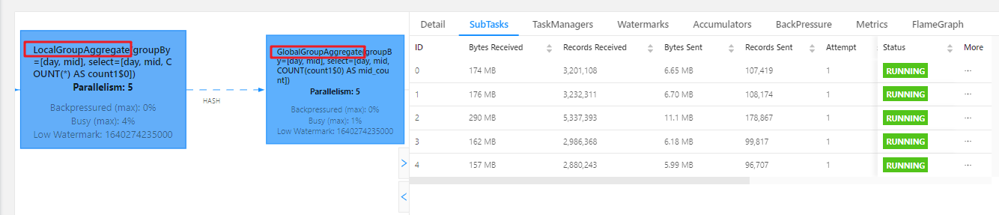 LocalGroupAggregate(groupBy
=[day, mid], select=[day, mid, C
OUNT(*) AS count1$0])
Parallelism: 5
Backpressured (max): 0%
Busy (max): 4%
Low Watermark: 1640274235000
HASH
GlobalGroupAggregate(groupB
y=[day, mid], select=[day, mid,
COUNT(count1$0) AS mid_cou
nt])
Parallelism: 5
Backpressured (max): 0%
Busy (max): 1%
Low Watermark: 1640274235000
Detail SubTasks TaskManagers Watermarks Accumulators BackPressure Metrics FlameGraph
ID Bytes Received Records Received Bytes Sent Records Sent Attempt Status More
0 174 MB 3,201,108 6.65 MB 107,419 1 RUNNING ...
1 176 MB 3,232,311 6.70 MB 108,174 1 RUNNING ...
2 290 MB 5,337,393 11.1 MB 178,867 1 RUNNING ...
3 162 MB 2,986,368 6.18 MB 99,817 1 RUNNING ...
4 157 MB 2,880,243 5.99 MB 96,707 1 RUNNING ...